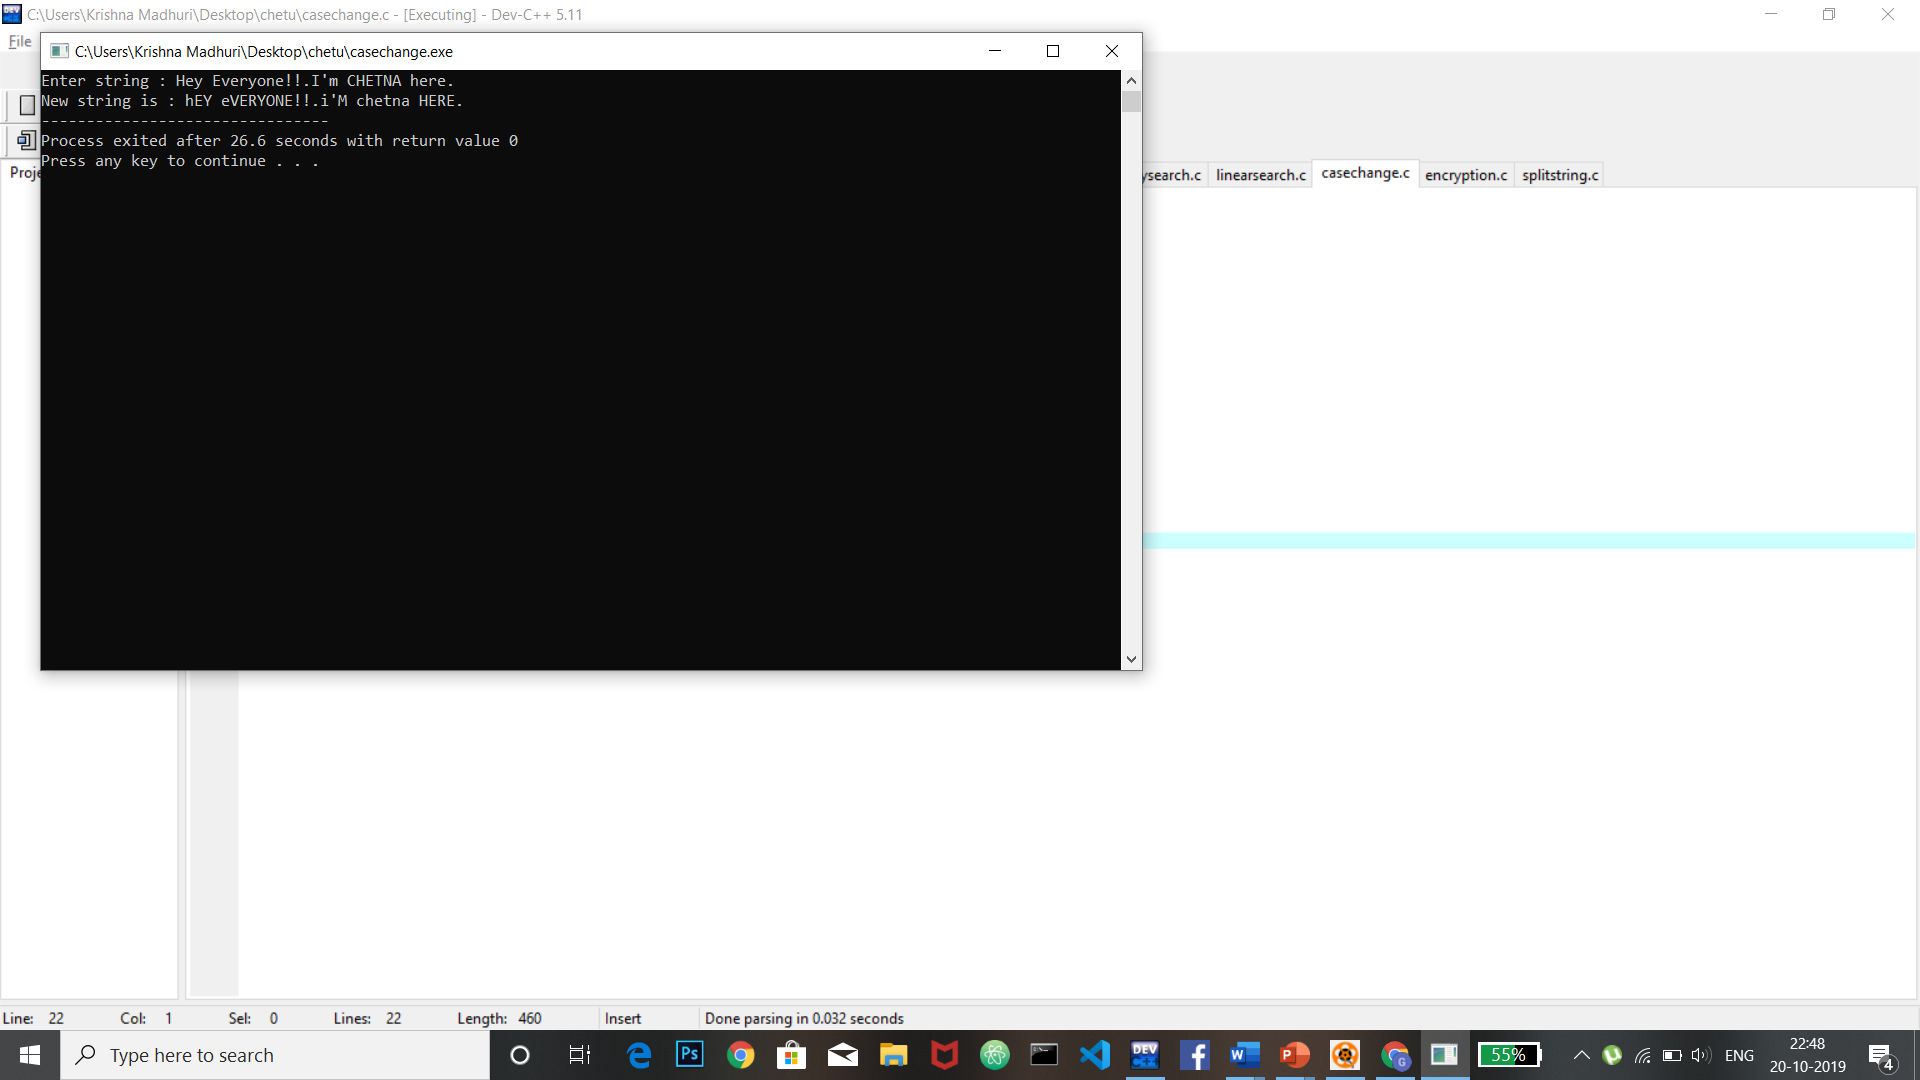 C:\Users\Krishna Madhuri\Desktop\chetu\casechange.c - [Executing] - Dev-C++ 5.11
File
C:\Users\Krishna Madhuri\Desktop\chetu\casechange.exe
Enter string : Hey Everyone!!.I'm CHETNA here.
New string is : hEY eVERYONE!!.i'M chetna HERE.
--------------------------------
Process exited after 26.6 seconds with return value 0
Press any key to continue . . .
Proje
ysearch.c linearsearch.c casechange.c encryption.c splitstring.c
Line: 22 Col: 1 Sel: 0 Lines: 22 Length: 460 Insert Done parsing in 0.032 seconds
Type here to search
Ps
DEV
W
P
G
55%
ENG
22:48
20-10-2019
4